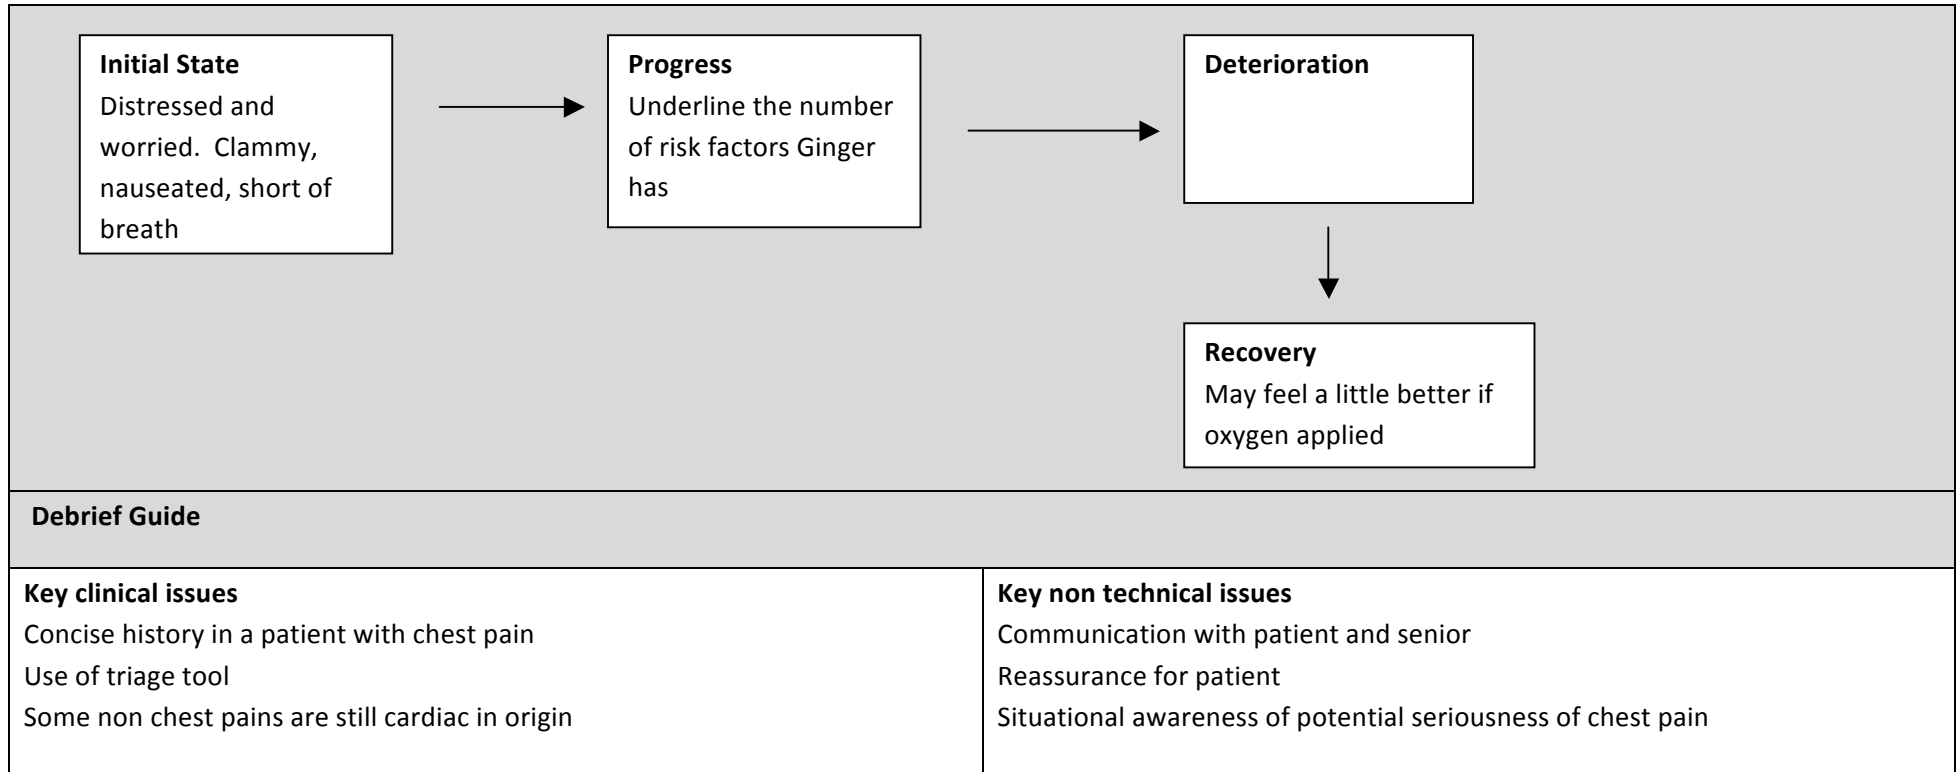 Initial State
Distressed and
worried.  Clammy,
nauseated, short of
breath
Progress
Underline the number
of risk factors Ginger
has
Deterioration
Recovery
May feel a little better if
oxygen applied
Debrief Guide
Key clinical issues
Concise history in a patient with chest pain
Use of triage tool
Some non chest pains are still cardiac in origin
Key non technical issues
Communication with patient and senior
Reassurance for patient
Situational awareness of potential seriousness of chest pain